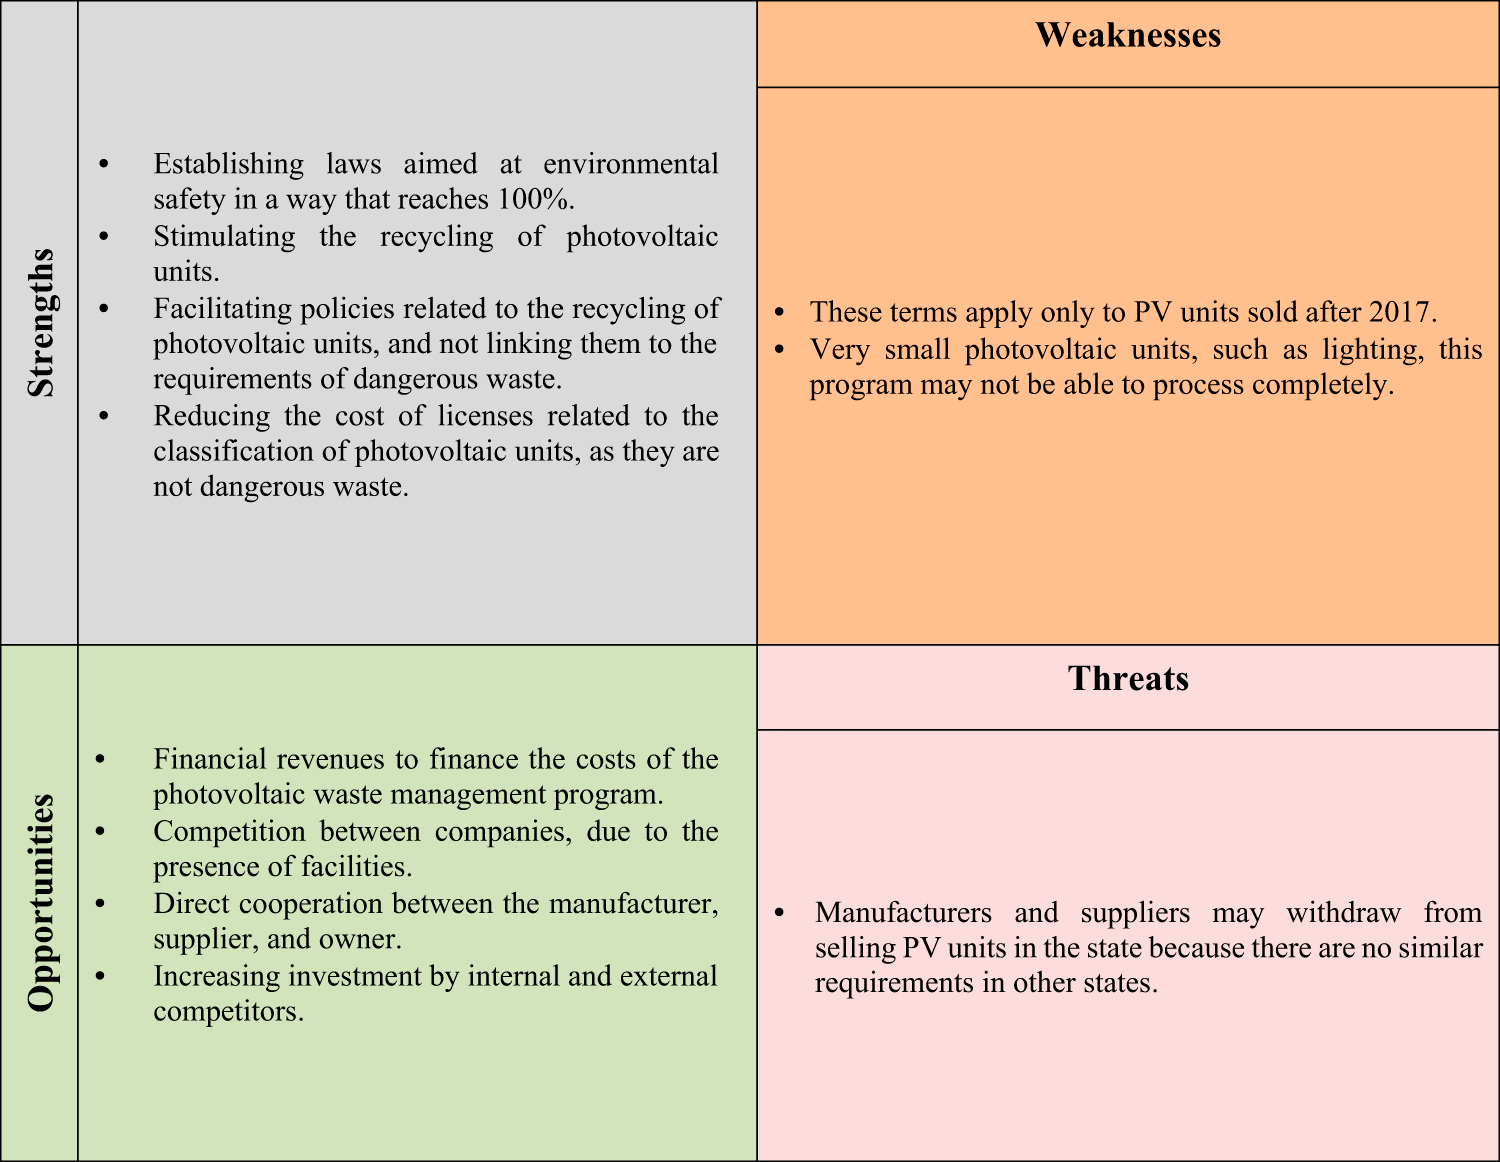 Strengths
• Establishing laws aimed at environmental
safety in a way that reaches 100%.
• Stimulating the recycling of photovoltaic
units.
• Facilitating policies related to the recycling of
photovoltaic units, and not linking them to the
requirements of dangerous waste.
• Reducing the cost of licenses related to the
classification of photovoltaic units, as they are
not dangerous waste.
Weaknesses
• These terms apply only to PV units sold after 2017.
• Very small photovoltaic units, such as lighting, this
program may not be able to process completely.
Opportunities
• Financial revenues to finance the costs of the
photovoltaic waste management program.
• Competition between companies, due to the
presence of facilities.
• Direct cooperation between the manufacturer,
supplier, and owner.
• Increasing investment by internal and external
competitors.
Threats
• Manufacturers and suppliers may withdraw from
selling PV units in the state because there are no similar
requirements in other states.